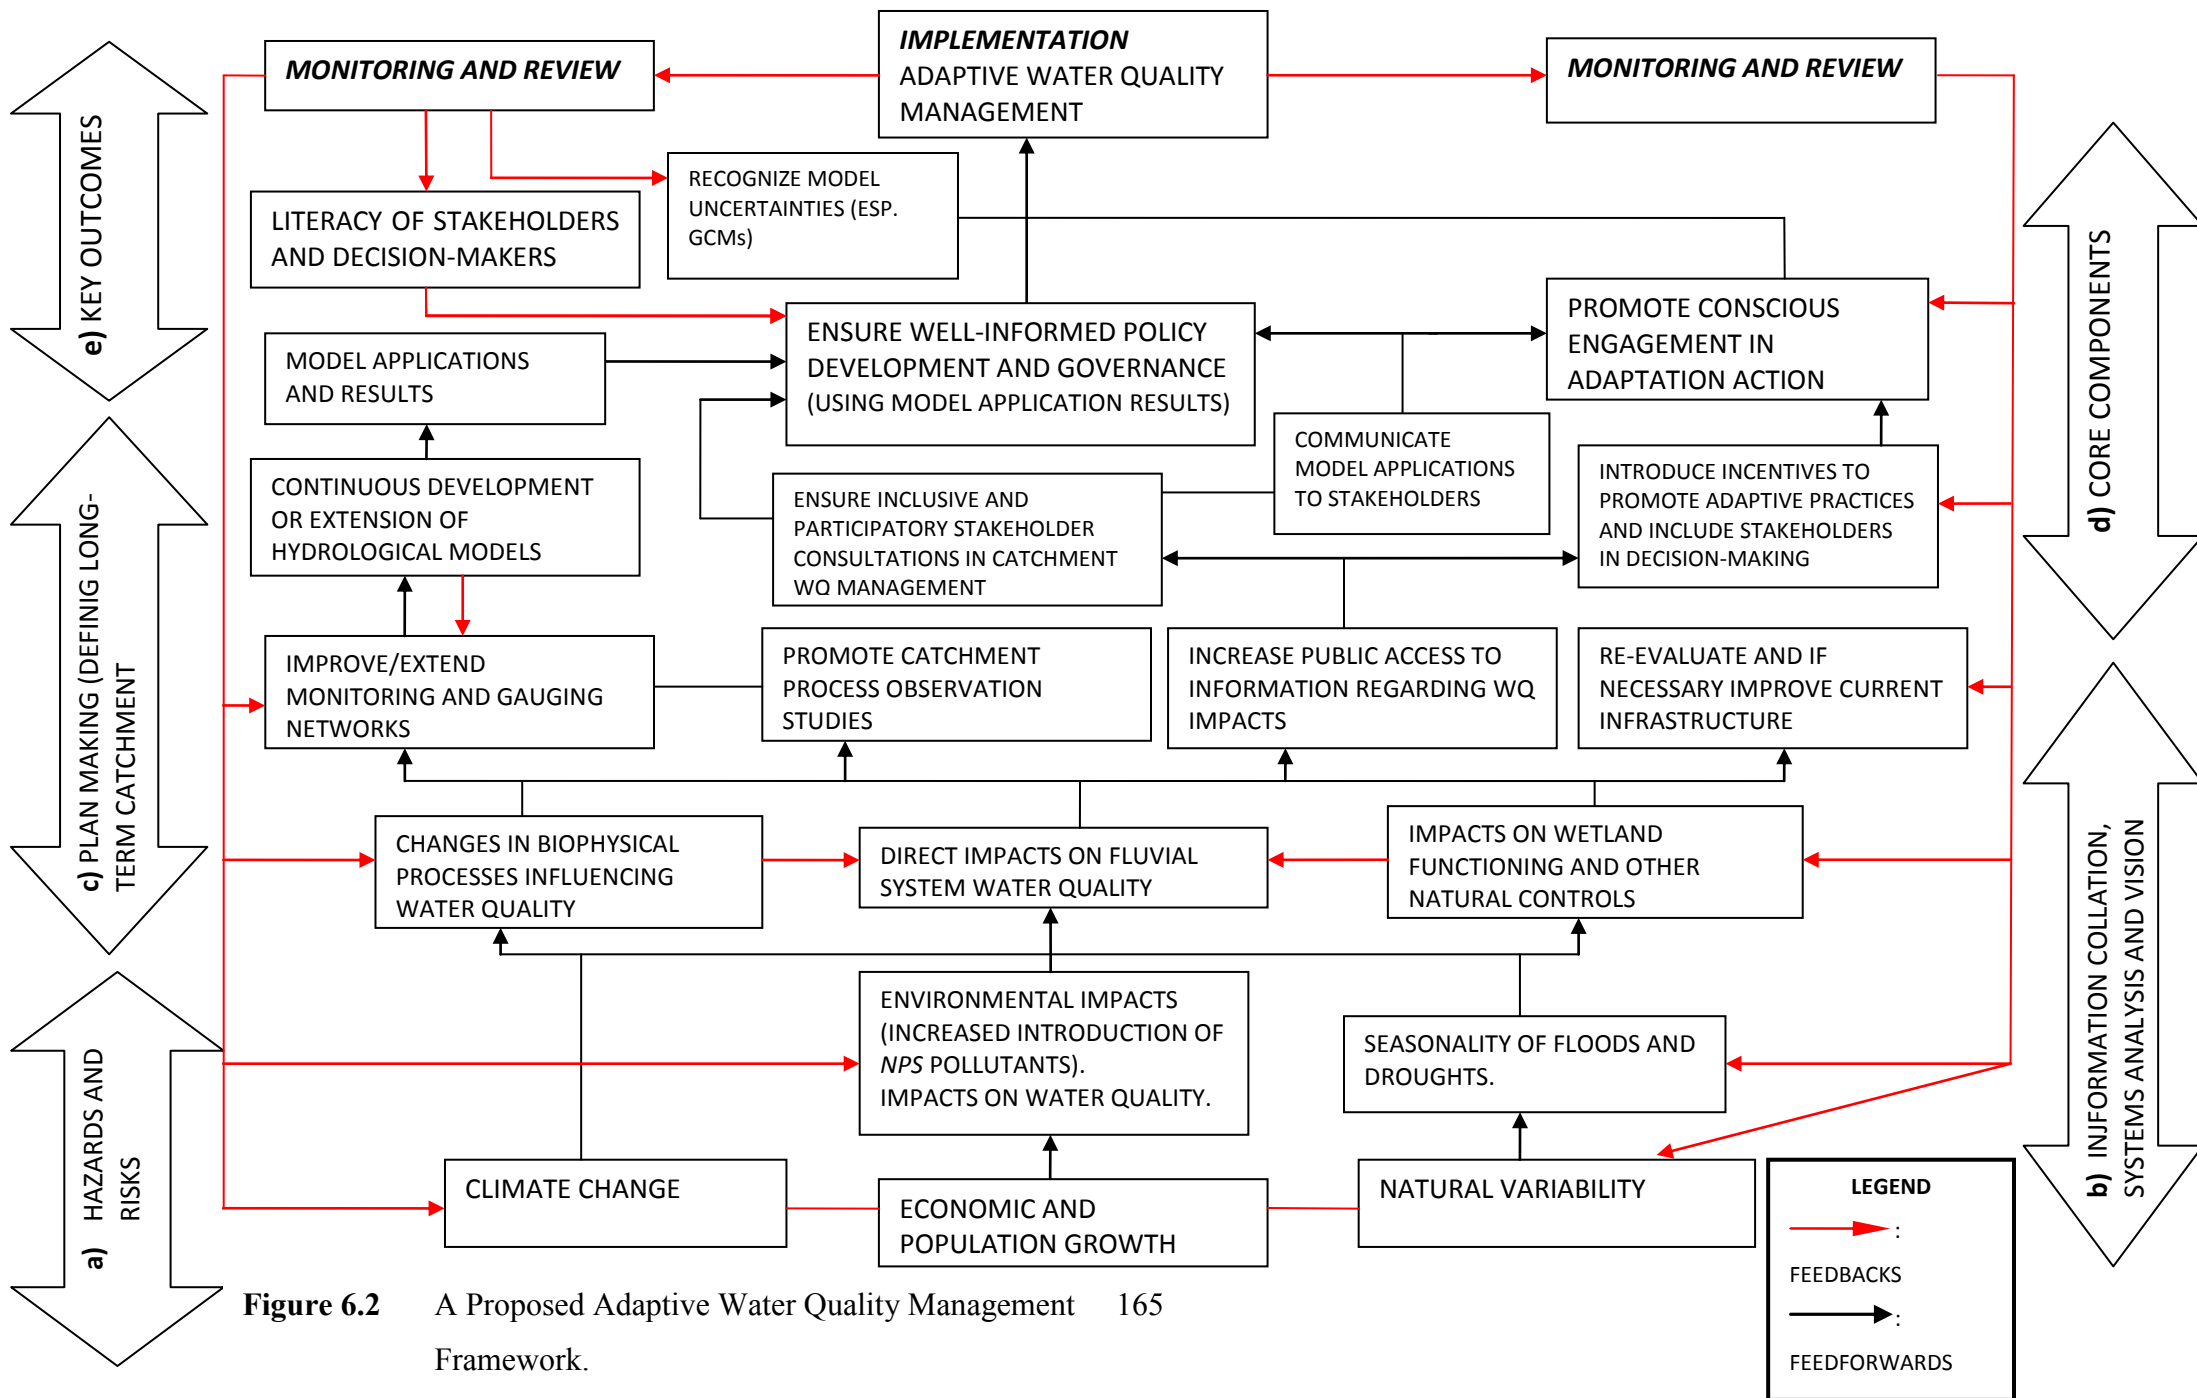 IMPLEMENTATION
ADAPTIVE WATER QUALITY
MANAGEMENT
MONITORING AND REVIEW
MONITORING AND REVIEW
e) KEY OUTCOMES
RECOGNIZE MODEL
UNCERTAINTIES (ESP.
GCMs)
LITERACY OF STAKEHOLDERS
AND DECISION-MAKERS
d) CORE COMPONENTS
MODEL APPLICATIONS
AND RESULTS
ENSURE WELL-INFORMED POLICY
DEVELOPMENT AND GOVERNANCE
(USING MODEL APPLICATION RESULTS)
PROMOTE CONSCIOUS
ENGAGEMENT IN
ADAPTATION ACTION
COMMUNICATE
MODEL APPLICATIONS
TO STAKEHOLDERS
CONTINUOUS DEVELOPMENT
OR EXTENSION OF
HYDROLOGICAL MODELS
ENSURE INCLUSIVE AND
PARTICIPATORY STAKEHOLDER
CONSULTATIONS IN CATCHMENT
WQ MANAGEMENT
INTRODUCE INCENTIVES TO
PROMOTE ADAPTIVE PRACTICES
AND INCLUDE STAKEHOLDERS
IN DECISION-MAKING
c) PLAN MAKING (DEFINIG LONG-
TERM CATCHMENT
IMPROVE/EXTEND
MONITORING AND GAUGING
NETWORKS
PROMOTE CATCHMENT
PROCESS OBSERVATION
STUDIES
INCREASE PUBLIC ACCESS TO
INFORMATION REGARDING WQ
IMPACTS
RE-EVALUATE AND IF
NECESSARY IMPROVE CURRENT
INFRASTRUCTURE
CHANGES IN BIOPHYSICAL
PROCESSES INFLUENCING
WATER QUALITY
DIRECT IMPACTS ON FLUVIAL
SYSTEM WATER QUALITY
IMPACTS ON WETLAND
FUNCTIONING AND OTHER
NATURAL CONTROLS
b) INJFORMATION COLLATION,
SYSTEMS ANALYSIS AND VISION
ENVIRONMENTAL IMPACTS
(INCREASED INTRODUCTION OF
NPS POLLUTANTS).
IMPACTS ON WATER QUALITY.
SEASONALITY OF FLOODS AND
DROUGHTS.
a) HAZARDS AND
RISKS
CLIMATE CHANGE
ECONOMIC AND
POPULATION GROWTH
NATURAL VARIABILITY
LEGEND
:
FEEDBACKS
:
FEEDFORWARDS
Figure 6.2 A Proposed Adaptive Water Quality Management 165
Framework.